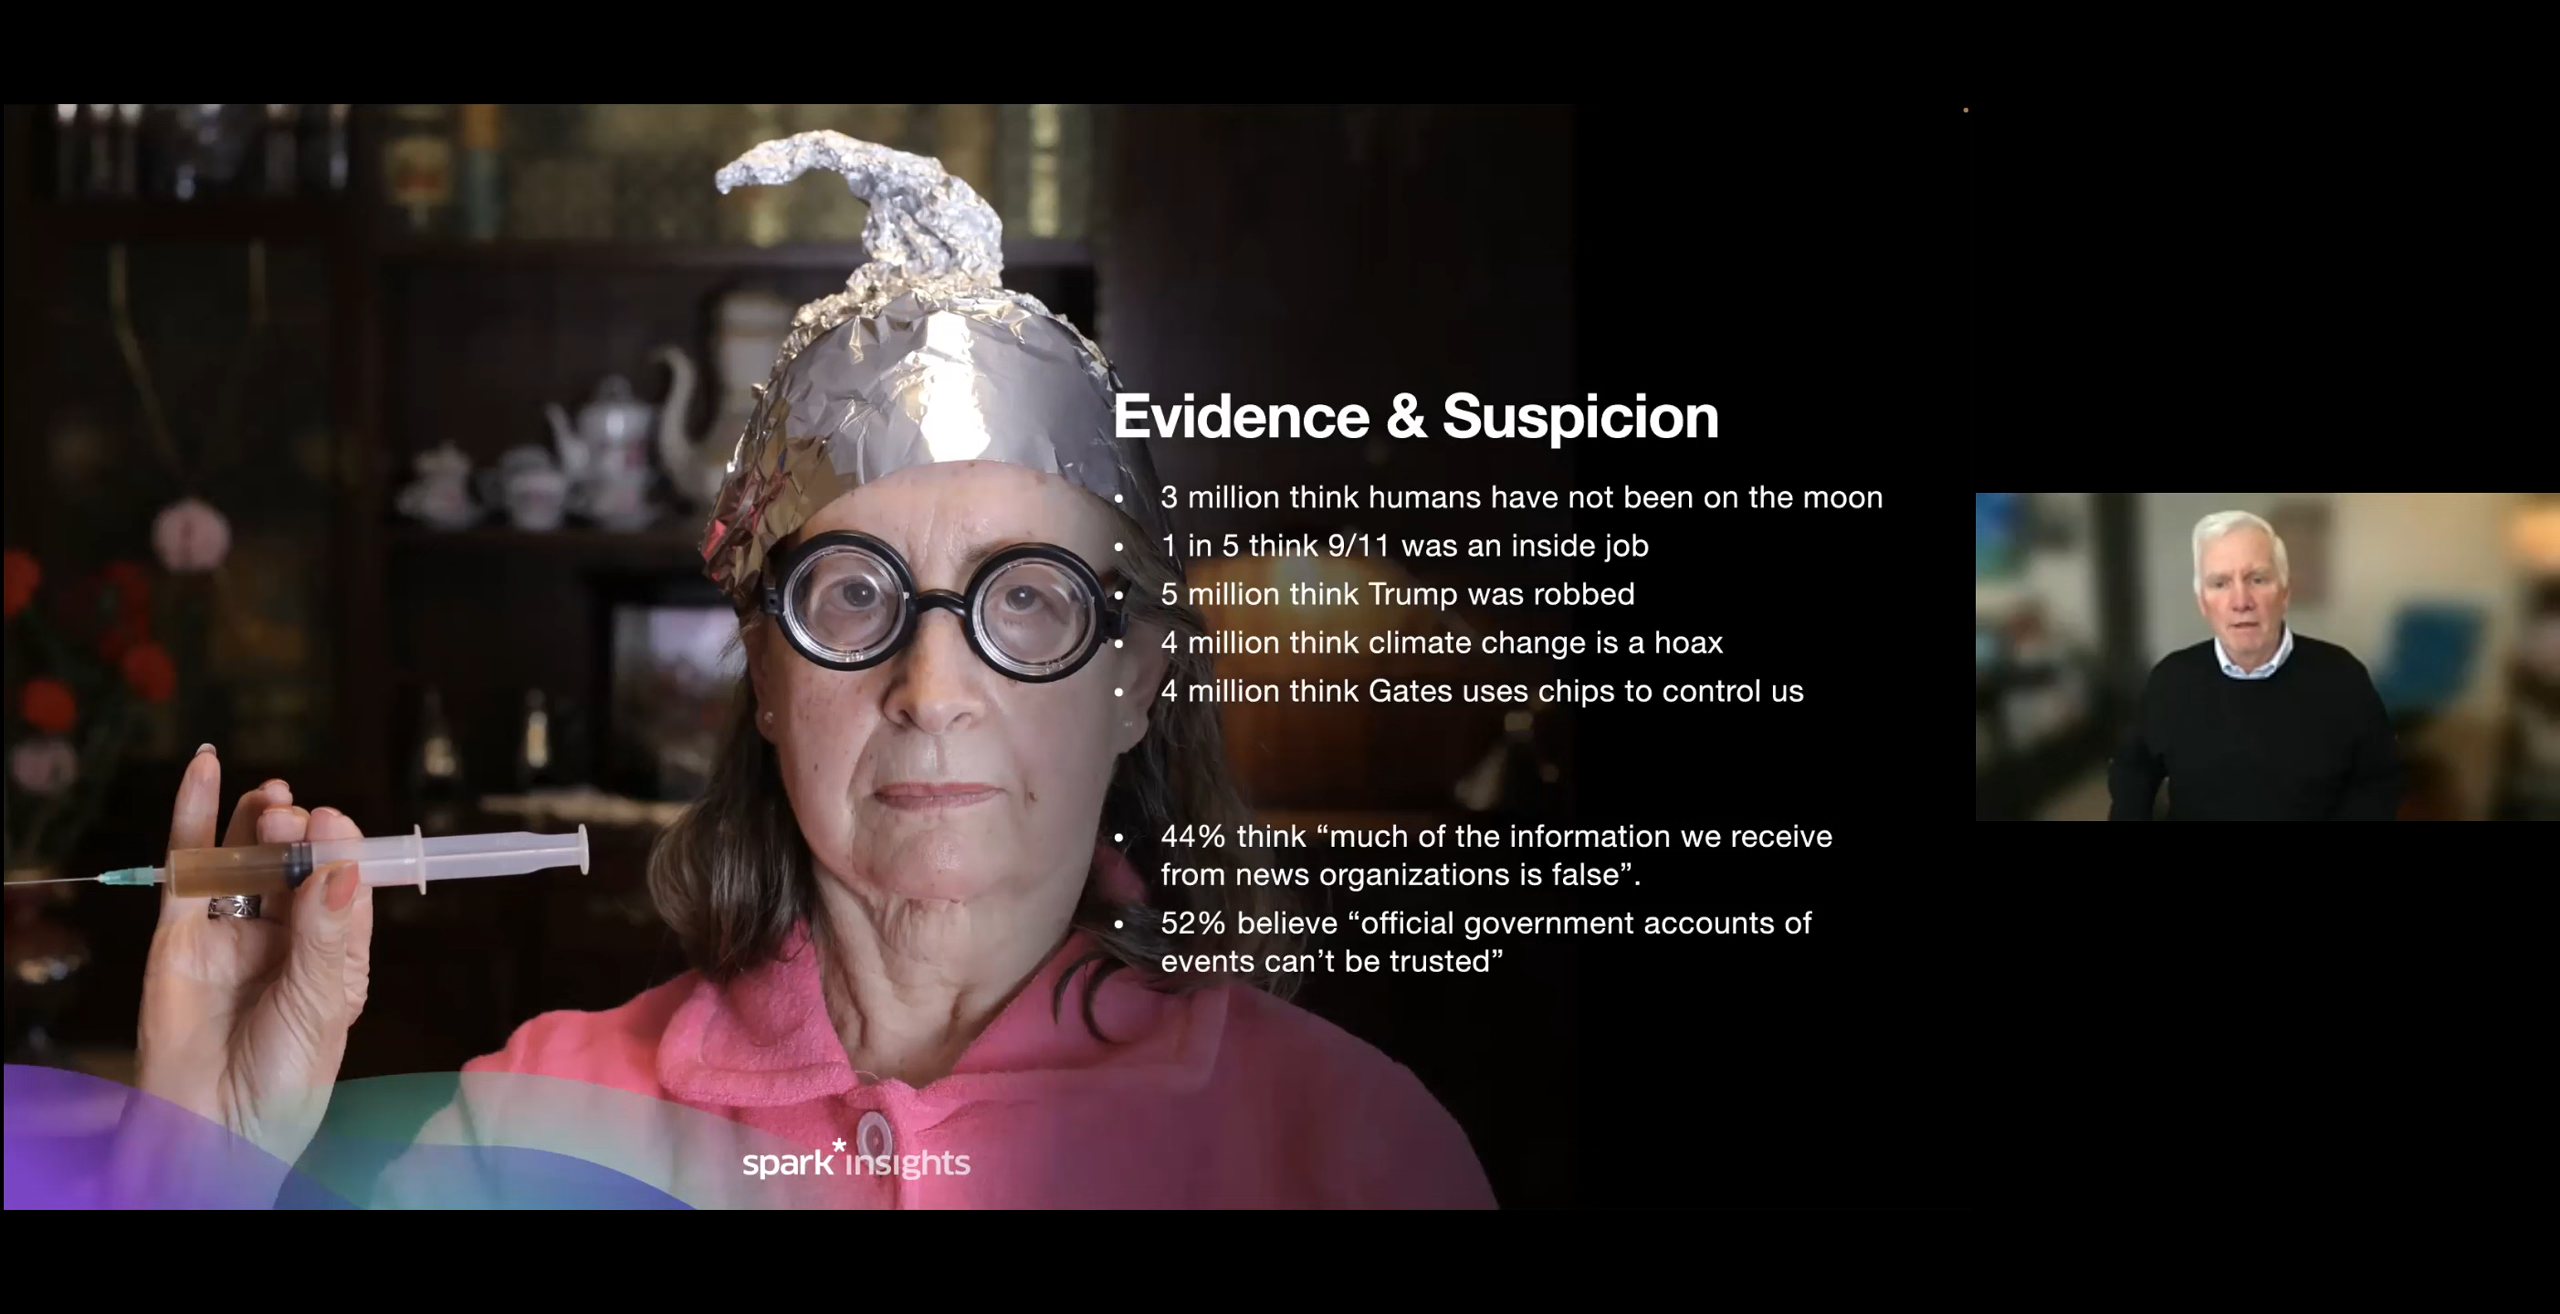 Evidence & Suspicion
• 3 million think humans have not been on the moon
• 1 in 5 think 9/11 was an inside job
• 5 million think Trump was robbed
• 4 million think climate change is a hoax
• 4 million think Gates uses chips to control us
• 44% think “much of the information we receive
from news organizations is false”.
• 52% believe “official government accounts of
events can’t be trusted”
spark*insights